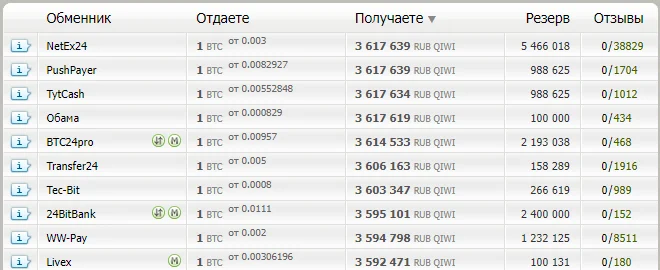 Обменник Отдаете Получаете ▼ Резерв Отзывы
NetEx24 1 BTC от 0.003 3 617 639 RUB QIWI 5 466 018 0/38829
PushPayer 1 BTC от 0.0082927 3 617 639 RUB QIWI 988 625 0/1704
TytCash 1 BTC от 0.00552848 3 617 634 RUB QIWI 988 625 0/1012
Обама 1 BTC от 0.000829 3 617 619 RUB QIWI 100 000 0/434
BTC24pro M 1 BTC от 0.00957 3 614 533 RUB QIWI 2 193 038 0/468
Transfer24 1 BTC от 0.005 3 606 163 RUB QIWI 158 289 0/1916
Tec-Bit 1 BTC от 0.0008 3 603 347 RUB QIWI 266 619 0/989
24BitBank M 1 BTC от 0.0111 3 595 101 RUB QIWI 2 400 000 0/152
WW-Pay 1 BTC от 0.002 3 594 798 RUB QIWI 1 232 125 0/8511
Livex M 1 BTC от 0.00306196 3 592 471 RUB QIWI 100 131 0/180